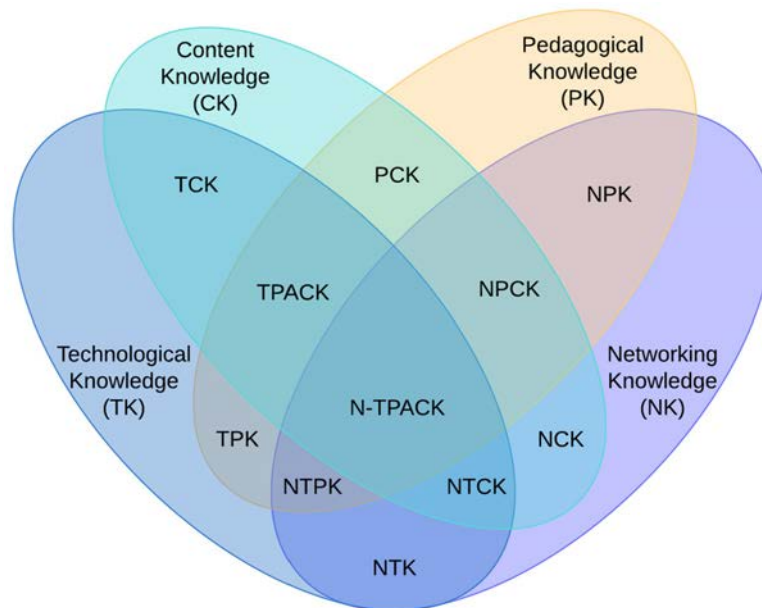 Content
Knowledge
(CK)
Pedagogical
Knowledge
(PK)
TCK
PCK
NPK
TPACK
NPCK
Technological
Knowledge
(TK)
Networking
Knowledge
(NK)
N-TPACK
TPK
NCK
NTPK
NTCK
NTK